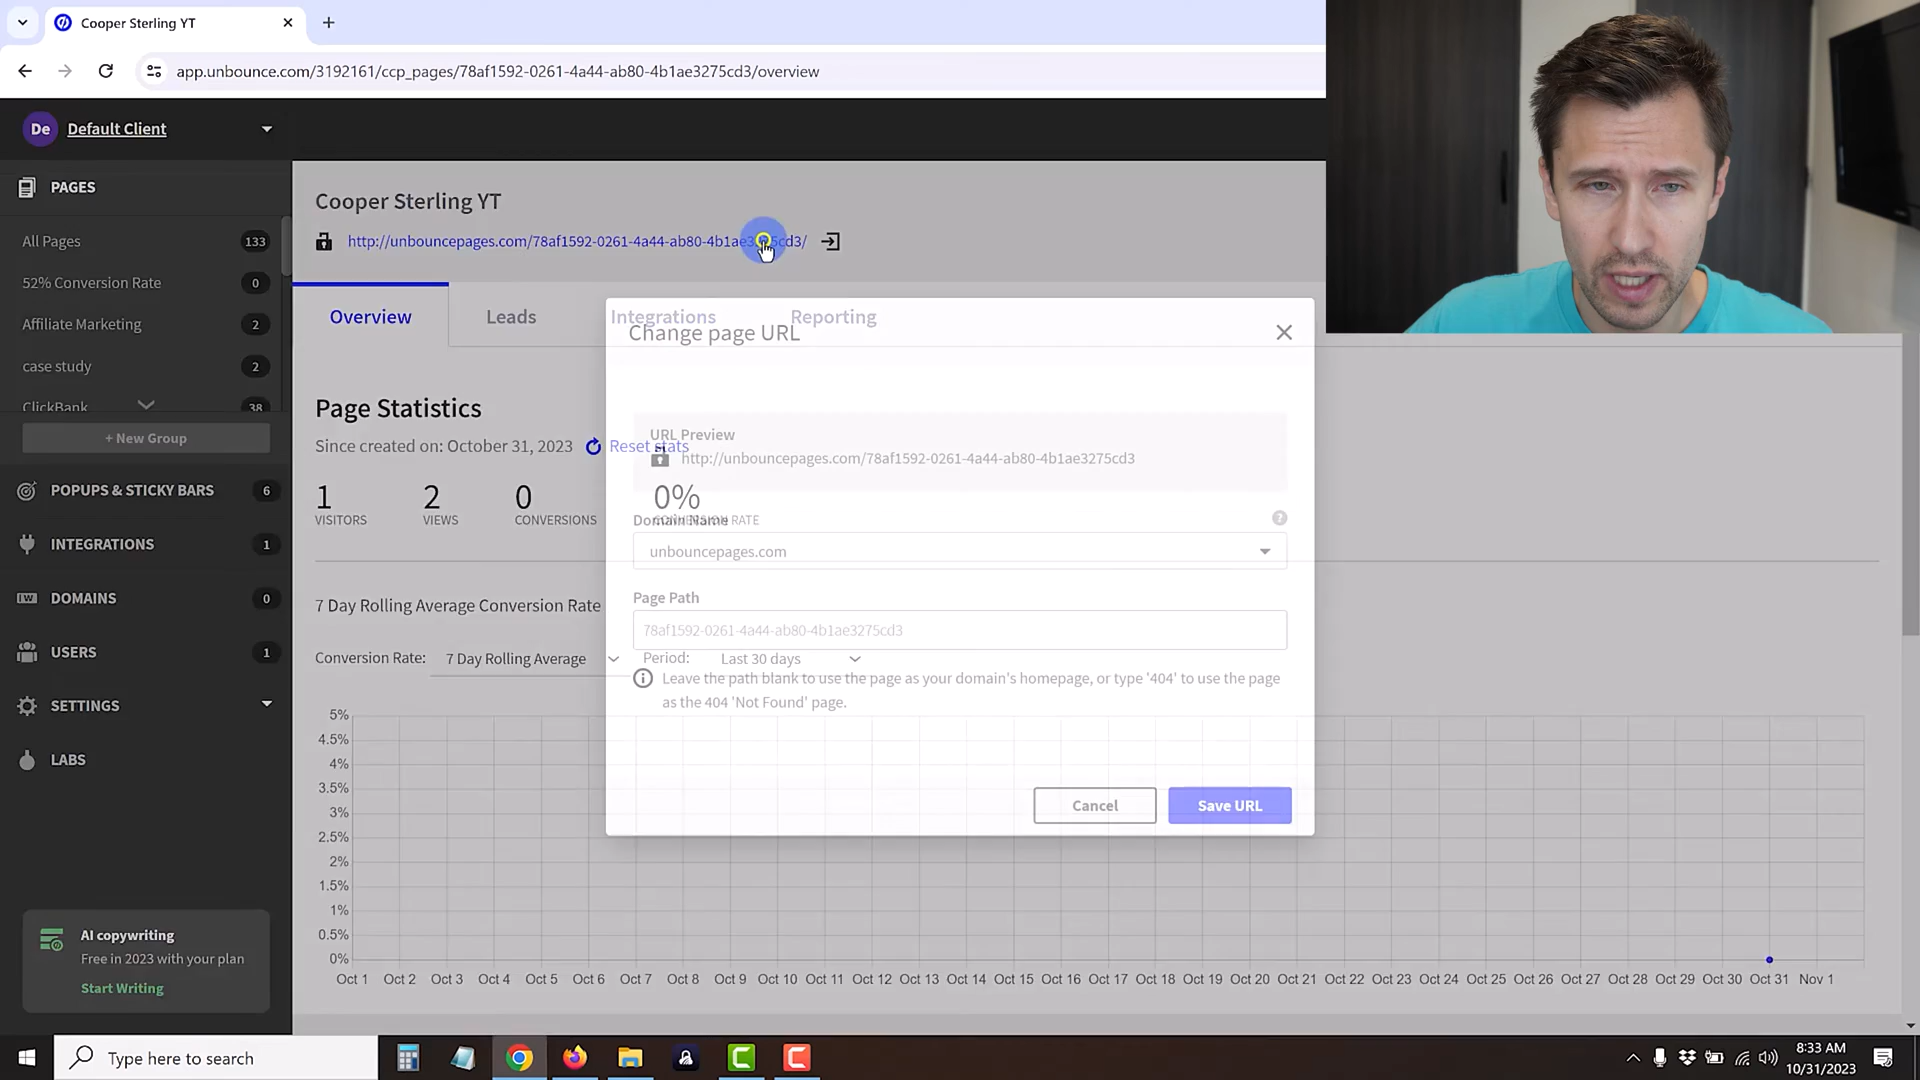 Cooper Sterling YT
app.unbounce.com/3192161/ccp_pages/78af1592-0261-4a44-ab80-4b1ae3275cd3/overview
De Default Client
PAGES
All Pages 133
52% Conversion Rate 0
Affiliate Marketing 2
case study 2
ClickBank 38
+ New Group
POPUPS & STICKY BARS 6
INTEGRATIONS 1
DOMAINS 0
USERS 1
SETTINGS
LABS
AI copywriting
Free in 2023 with your plan
Start Writing
Cooper Sterling YT
http://unbouncepages.com/78af1592-0261-4a44-ab80-4b1ae3275cd3/
Overview Leads Integrations Reporting
Page Statistics
Since created on: October 31, 2023 Reset stats
1 2 0 0%
VISITORS VIEWS CONVERSIONS CONVERSION RATE
7 Day Rolling Average Conversion Rate
Conversion Rate: 7 Day Rolling Average Period: Last 30 days
5%
4.5%
4%
3.5%
3%
2.5%
2%
1.5%
1%
0.5%
0%
Oct 1 Oct 2 Oct 3 Oct 4 Oct 5 Oct 6 Oct 7 Oct 8 Oct 9 Oct 10 Oct 11 Oct 12 Oct 13 Oct 14 Oct 15 Oct 16 Oct 17 Oct 18 Oct 19 Oct 20 Oct 21 Oct 22 Oct 23 Oct 24 Oct 25 Oct 26 Oct 27 Oct 28 Oct 29 Oct 30 Oct 31 Nov 1
Change page URL
URL Preview
http://unbouncepages.com/78af1592-0261-4a44-ab80-4b1ae3275cd3
Domain Name
unbouncepages.com
Page Path
78af1592-0261-4a44-ab80-4b1ae3275cd3
Leave the path blank to use the page as your domain's homepage, or type '404' to use the page
as the 404 'Not Found' page.
Cancel Save URL
Type here to search
8:33 AM
10/31/2023